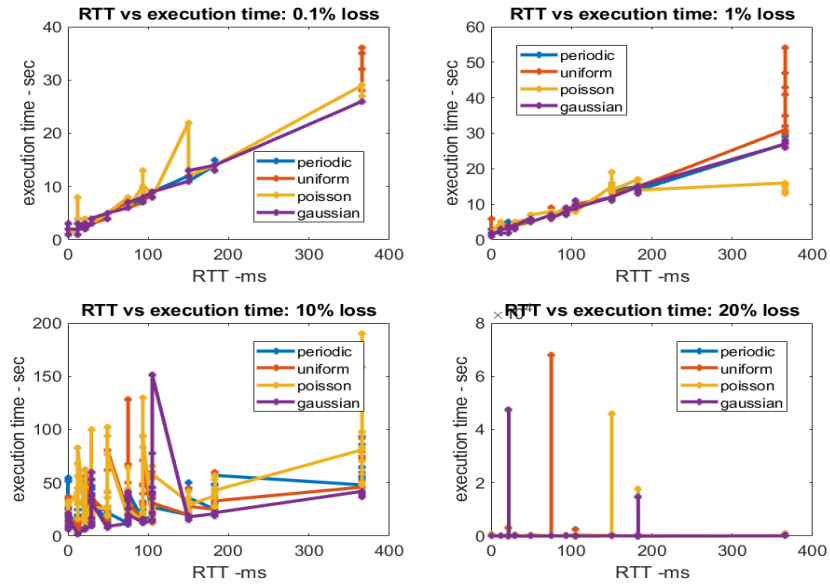 RTT vs execution time: 0.1% loss
execution time - sec
40
30
20
10
0
0 100 200 300 400
RTT -ms
periodic
uniform
poisson
gaussian
RTT vs execution time: 1% loss
execution time - sec
60
50
40
30
20
10
0
0 100 200 300 400
RTT -ms
periodic
uniform
poisson
gaussian
RTT vs execution time: 10% loss
execution time - sec
200
150
100
50
0
0 100 200 300 400
RTT -ms
periodic
uniform
poisson
gaussian
RTT vs execution time: 20% loss
×10⁴
execution time - sec
8
6
4
2
0
0 100 200 300 400
RTT -ms
periodic
uniform
poisson
gaussian